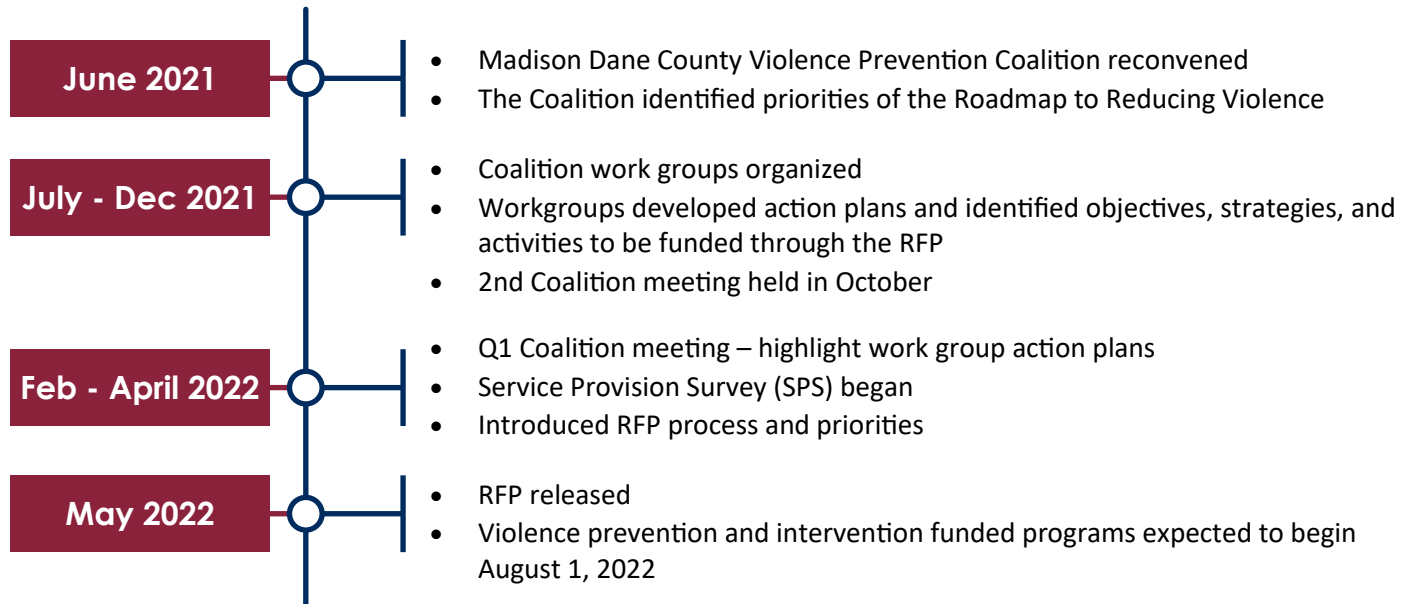 June 2021
• Madison Dane County Violence Prevention Coalition reconvened
• The Coalition identified priorities of the Roadmap to Reducing Violence
July - Dec 2021
• Coalition work groups organized
• Workgroups developed action plans and identified objectives, strategies, and
activities to be funded through the RFP
• 2nd Coalition meeting held in October
Feb - April 2022
• Q1 Coalition meeting – highlight work group action plans
• Service Provision Survey (SPS) began
• Introduced RFP process and priorities
May 2022
• RFP released
• Violence prevention and intervention funded programs expected to begin
August 1, 2022